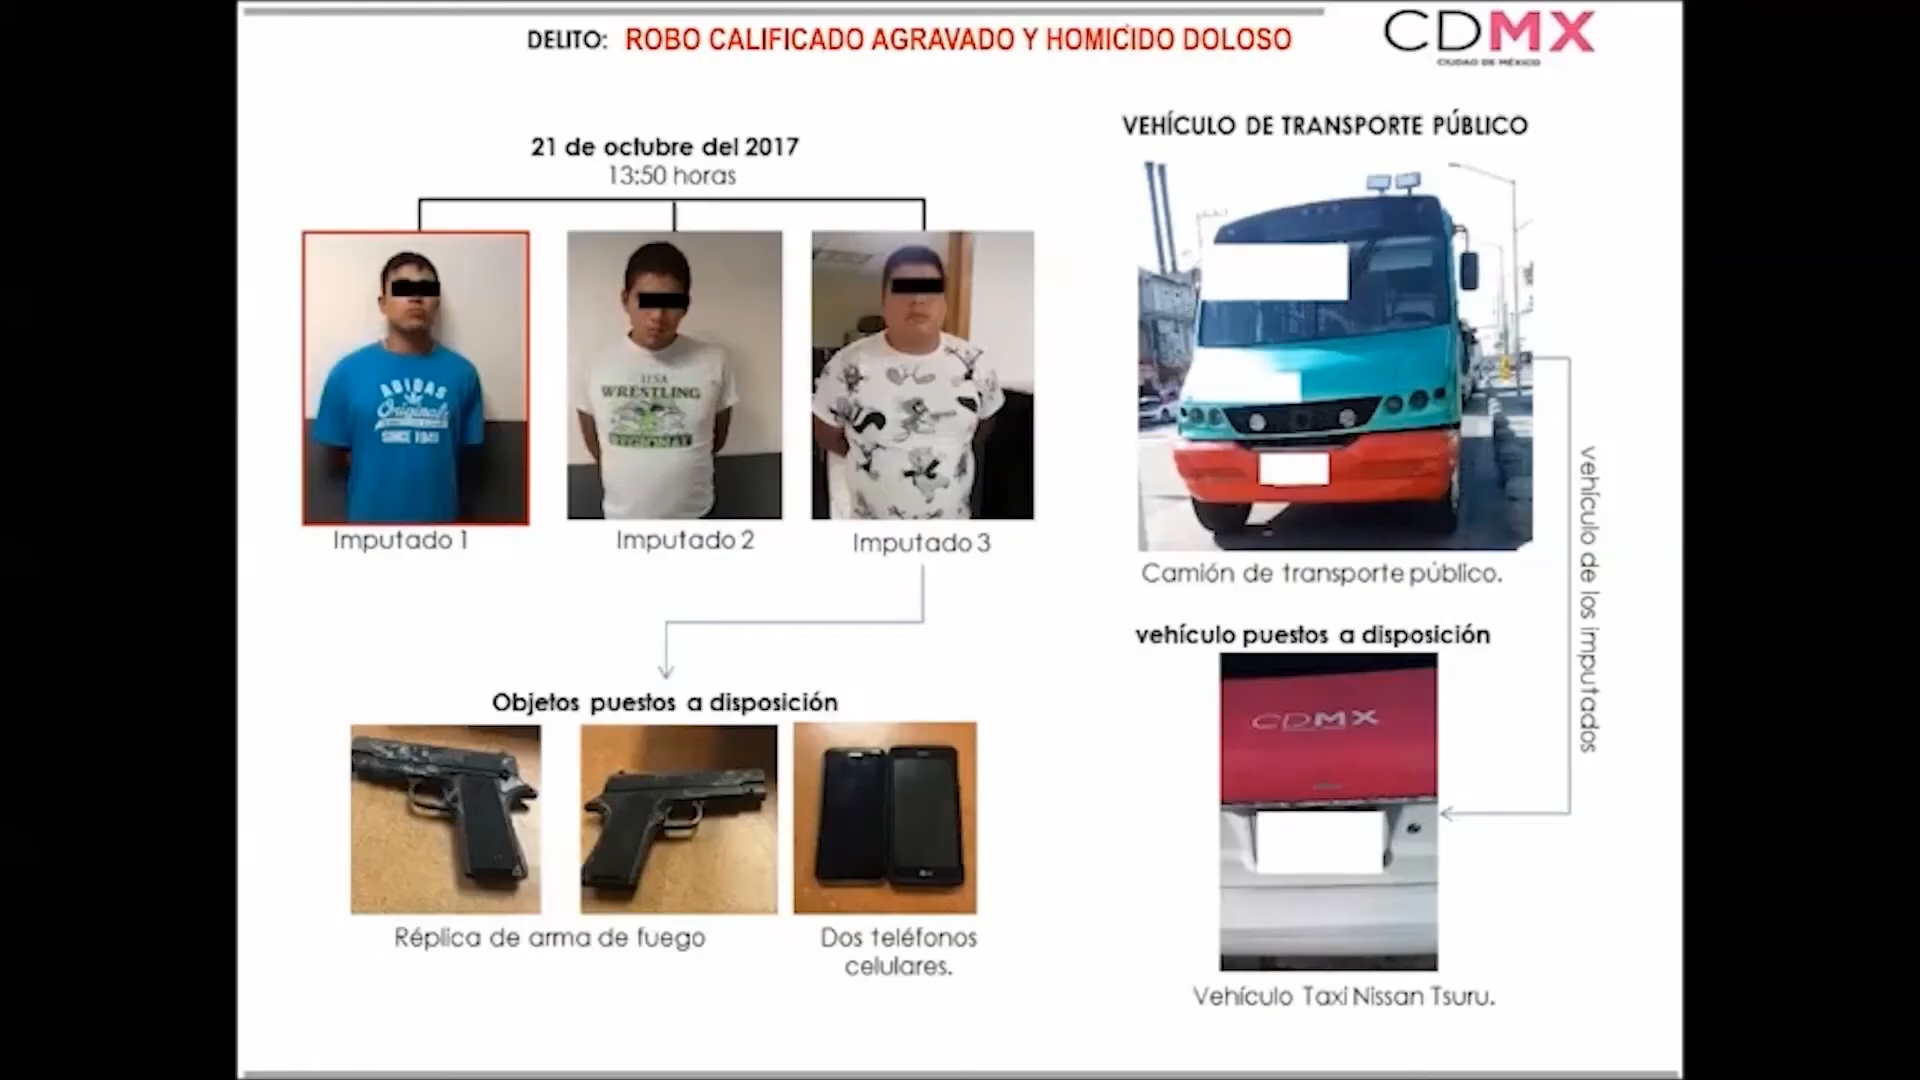 DELITO: ROBO CALIFICADO AGRAVADO Y HOMICIDO DOLOSO
CDMX
CIUDAD DE MÉXICO
21 de octubre del 2017
13:50 horas
ADIDAS
Originals
SINCE 1949
USA
WRESTLING
REGIONAL
Imputado 1
Imputado 2
Imputado 3
Objetos puestos a disposición
LG
Réplica de arma de fuego
Dos teléfonos
celulares.
VEHÍCULO DE TRANSPORTE PÚBLICO
Camión de transporte público.
vehículo de los imputados
vehículo puestos a disposición
CDMX
Vehículo Taxi Nissan Tsuru.